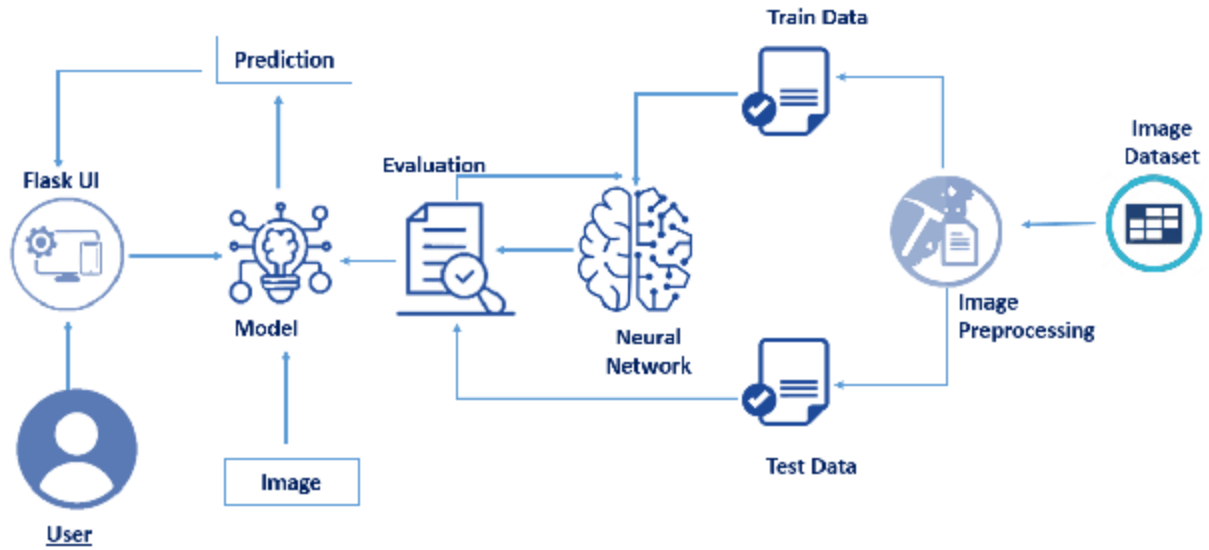 Train Data
Prediction
Image
Dataset
Evaluation
Flask UI
Image
Preprocessing
Model
Neural
Network
Test Data
Image
User